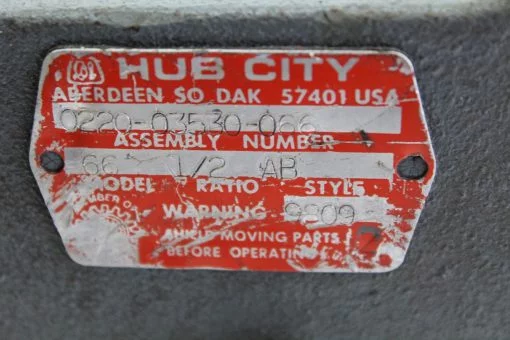 HUB CITY
ABERDEEN SO DAK 57401 USA
0220-03530-066
ASSEMBLY NUMBER
66 1/2 AB
MODEL RATIO STYLE
WARNING 9809
SHIELD MOVING PARTS
BEFORE OPERATING